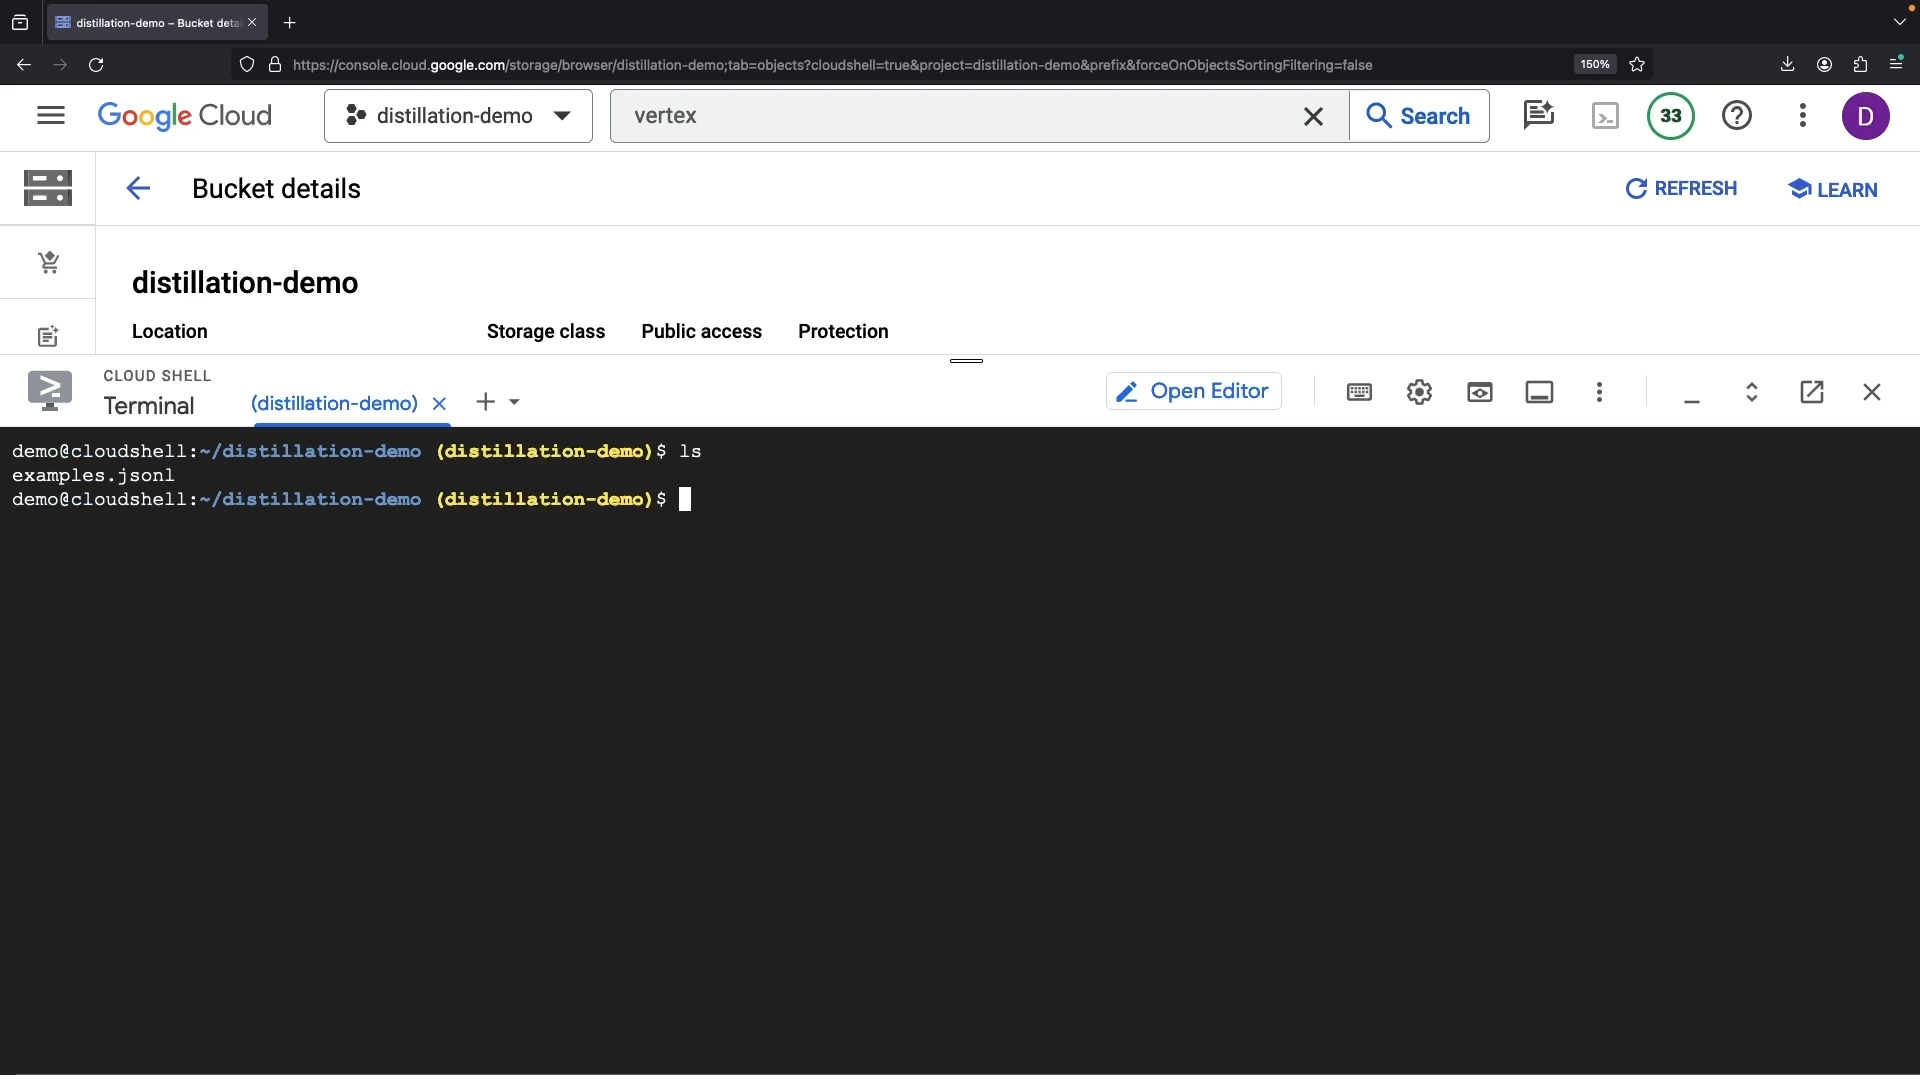 distillation-demo – Bucket detai
https://console.cloud.google.com/storage/browser/distillation-demo;tab=objects?cloudshell=true&project=distillation-demo&prefix&forceOnObjectsSortingFiltering=false
150%
Google Cloud
distillation-demo
vertex
Search
33
D
Bucket details
REFRESH
LEARN
distillation-demo
Location Storage class Public access Protection
CLOUD SHELL
Terminal
(distillation-demo)
Open Editor
demo@cloudshell:~/distillation-demo (distillation-demo)$ ls
examples.jsonl
demo@cloudshell:~/distillation-demo (distillation-demo)$